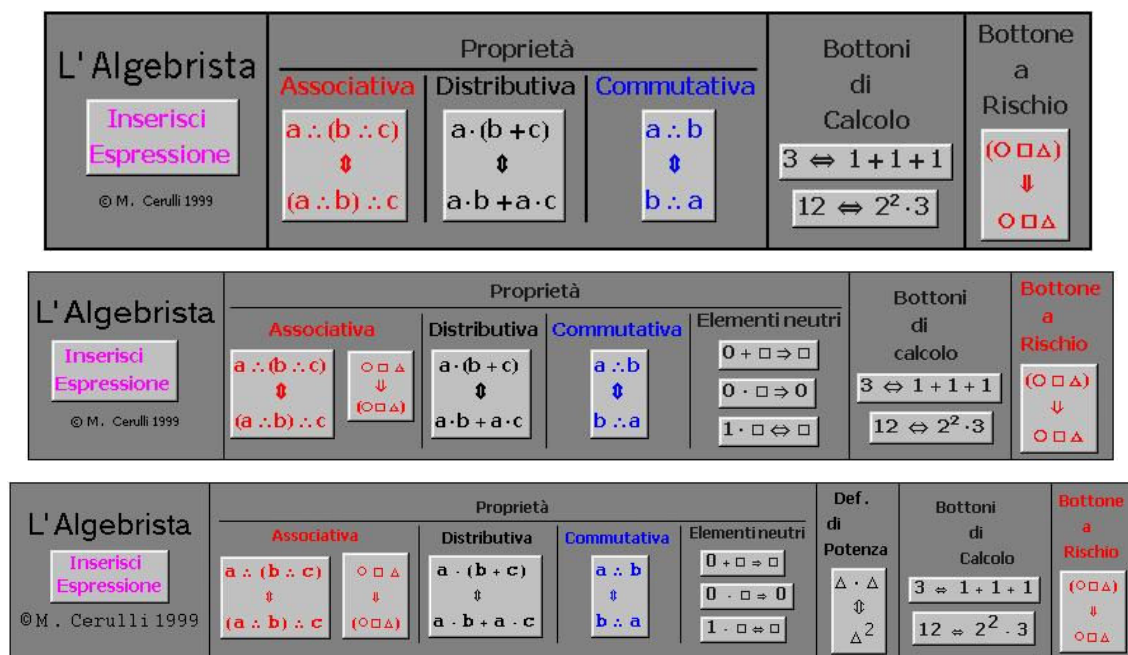 L'Algebrista
Inserisci
Espressione
© M. Cerulli 1999
Proprietà
Associativa
a ∴ (b ∴ c)
⇕
(a ∴ b) ∴ c
Distributiva
a · (b + c)
⇕
a · b + a · c
Commutativa
a ∴ b
⇕
b ∴ a
Bottoni
di
Calcolo
3 ⇔ 1 + 1 + 1
12 ⇔ 2² · 3
Bottone
a
Rischio
(○ □ △)
⇓
○ □ △
L'Algebrista
Inserisci
Espressione
© M. Cerulli 1999
Proprietà
Associativa
a ∴ (b ∴ c)
⇕
(a ∴ b) ∴ c
○ □ △
⇓
(○ □ △)
Distributiva
a · (b + c)
⇕
a · b + a · c
Commutativa
a ∴ b
⇕
b ∴ a
Elementi neutri
0 + □ ⇒ □
0 · □ ⇒ 0
1 · □ ⇔ □
Bottoni
di
calcolo
3 ⇔ 1 + 1 + 1
12 ⇔ 2² · 3
Bottone
a
Rischio
(○ □ △)
⇓
○ □ △
L'Algebrista
Inserisci
Espressione
© M. Cerulli 1999
Proprietà
Associativa
a ∴ (b ∴ c)
⇕
(a ∴ b) ∴ c
○ □ △
⇓
(○ □ △)
Distributiva
a · (b + c)
⇕
a · b + a · c
Commutativa
a ∴ b
⇕
b ∴ a
Elementi neutri
0 + □ ⇒ □
0 · □ ⇒ 0
1 · □ ⇔ □
Def.
di
Potenza
△ · △
⇕
△²
Bottoni
di
Calcolo
3 ⇔ 1 + 1 + 1
12 ⇔ 2² · 3
Bottone
a
Rischio
(○ □ △)
⇓
○ □ △